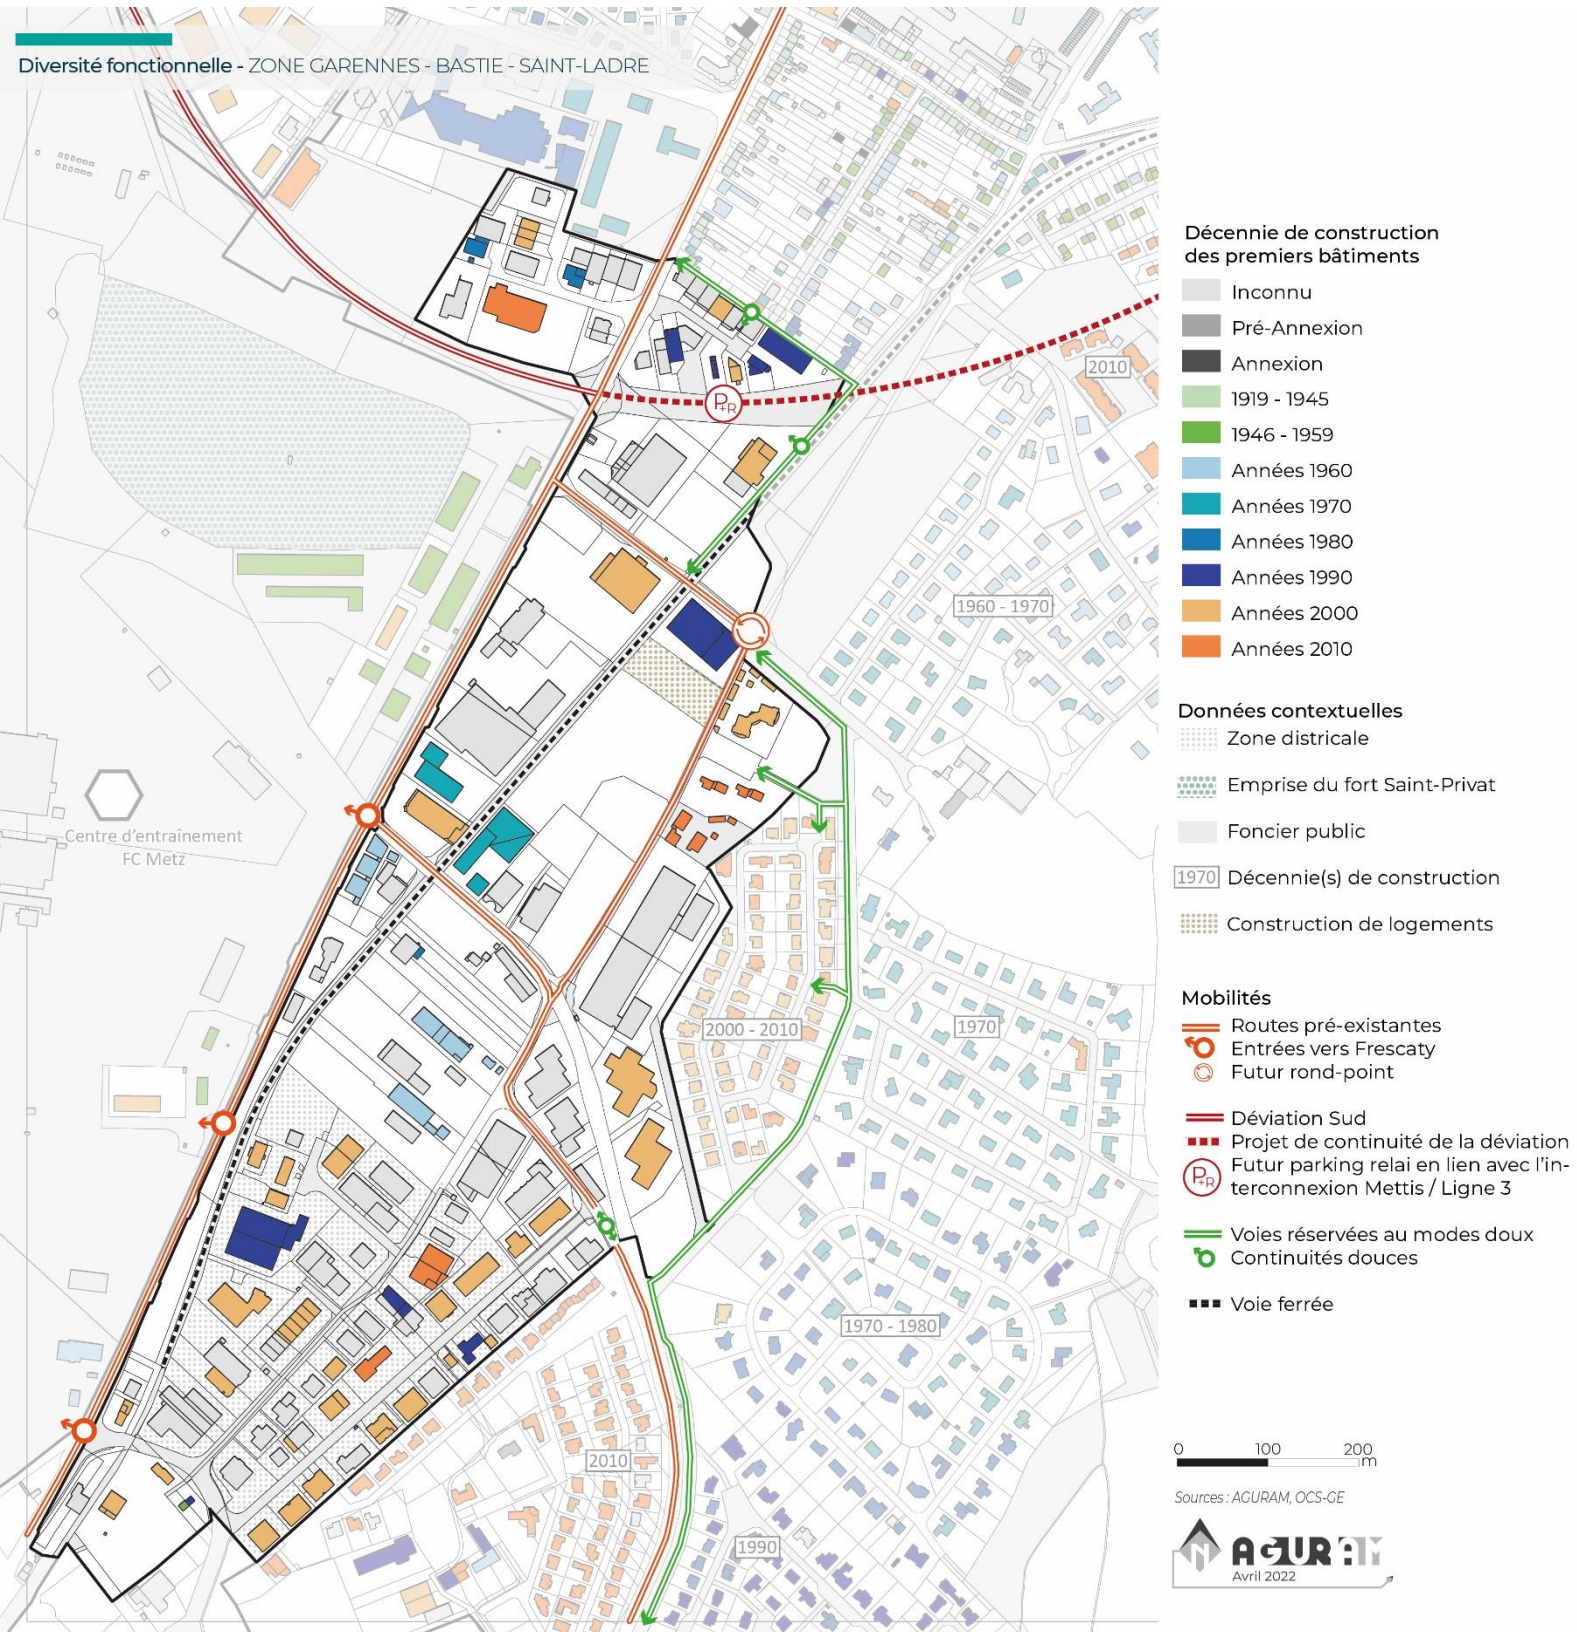 Diversité fonctionnelle - ZONE GARENNES - BASTIE - SAINT-LADRE
P+R
2010
1960 - 1970
Centre d'entraînement
FC Metz
2000 - 2010
1970
1970 - 1980
2010
1990
Décennie de construction
des premiers bâtiments
Inconnu
Pré-Annexion
Annexion
1919 - 1945
1946 - 1959
Années 1960
Années 1970
Années 1980
Années 1990
Années 2000
Années 2010
Données contextuelles
Zone districale
Emprise du fort Saint-Privat
Foncier public
1970 Décennie(s) de construction
Construction de logements
Mobilités
Routes pré-existantes
Entrées vers Frescaty
Futur rond-point
Déviation Sud
Projet de continuité de la déviation
P+R Futur parking relai en lien avec l'in-
terconnexion Mettis / Ligne 3
Voies réservées au modes doux
Continuités douces
Voie ferrée
0 100 200
m
Sources : AGURAM, OCS-GE
N AGURAM
Avril 2022